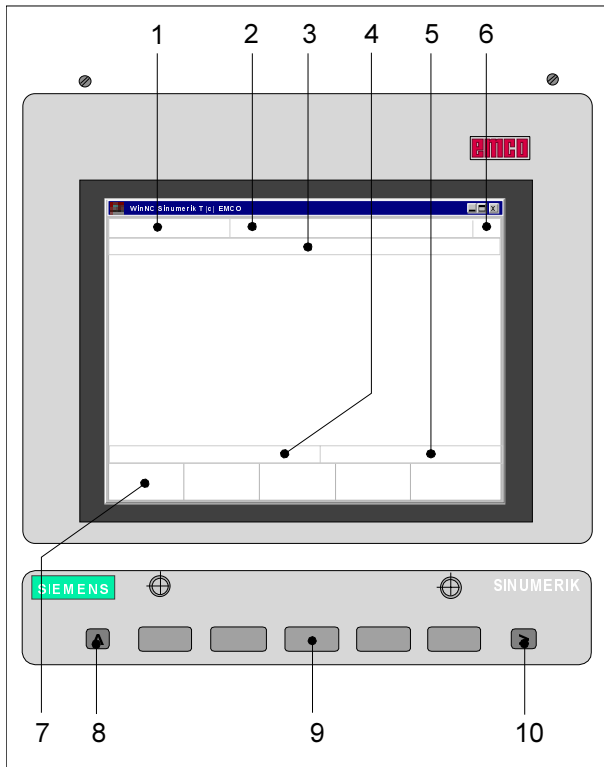 1 2 3 4 5 6
emco
WinNC Sinumerik T (c) EMCO
SIEMENS
SINUMERIK
7 8 9 10